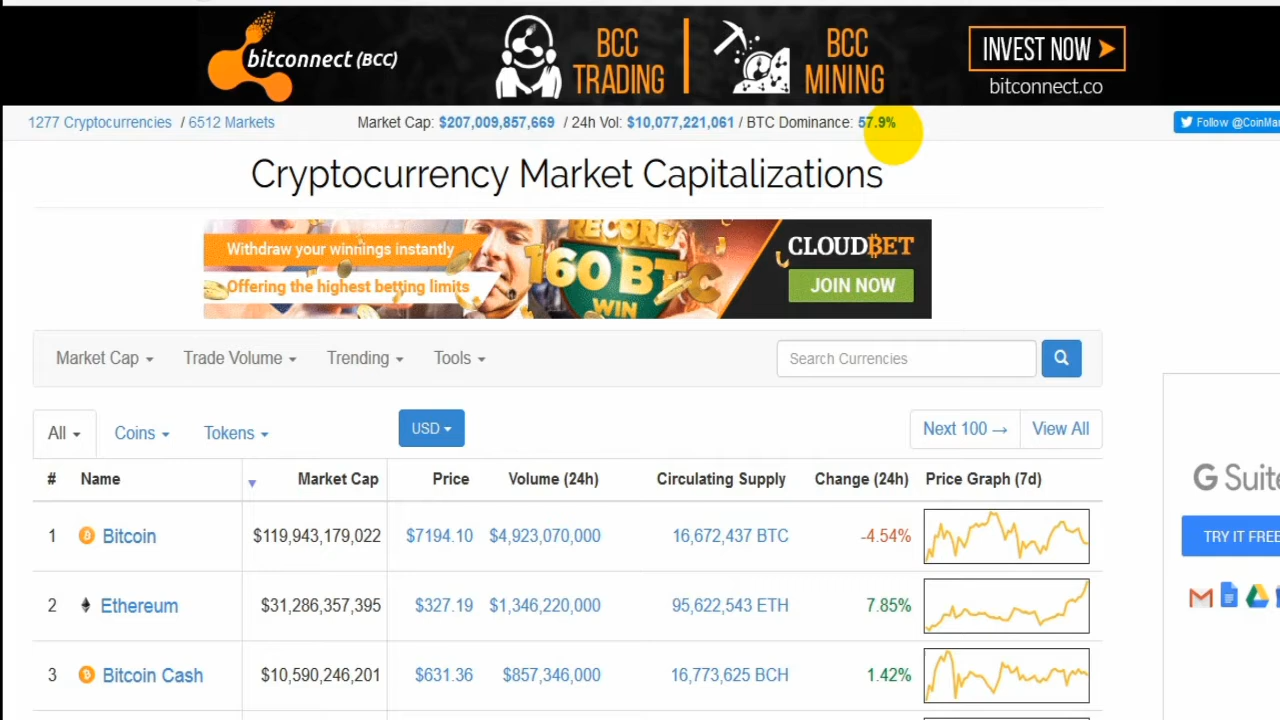 bitconnect (BCC)
BCC TRADING
BCC MINING
INVEST NOW
bitconnect.co
1277 Cryptocurrencies / 6512 Markets
Market Cap: $207,009,857,669 / 24h Vol: $10,077,221,061 / BTC Dominance: 57.9%
Follow
Cryptocurrency Market Capitalizations
Withdraw your winnings instantly
Offering the highest betting limits
RECORD
160 BTC
WIN
CLOUDBET
JOIN NOW
Market Cap Trade Volume Trending Tools
Search Currencies
All Coins Tokens USD Next 100 → View All
# Name Market Cap Price Volume (24h) Circulating Supply Change (24h) Price Graph (7d)
1 Bitcoin $119,943,179,022 $7194.10 $4,923,070,000 16,672,437 BTC -4.54%
2 Ethereum $31,286,357,395 $327.19 $1,346,220,000 95,622,543 ETH 7.85%
3 Bitcoin Cash $10,590,246,201 $631.36 $857,346,000 16,773,625 BCH 1.42%
G Suite
TRY IT FREE